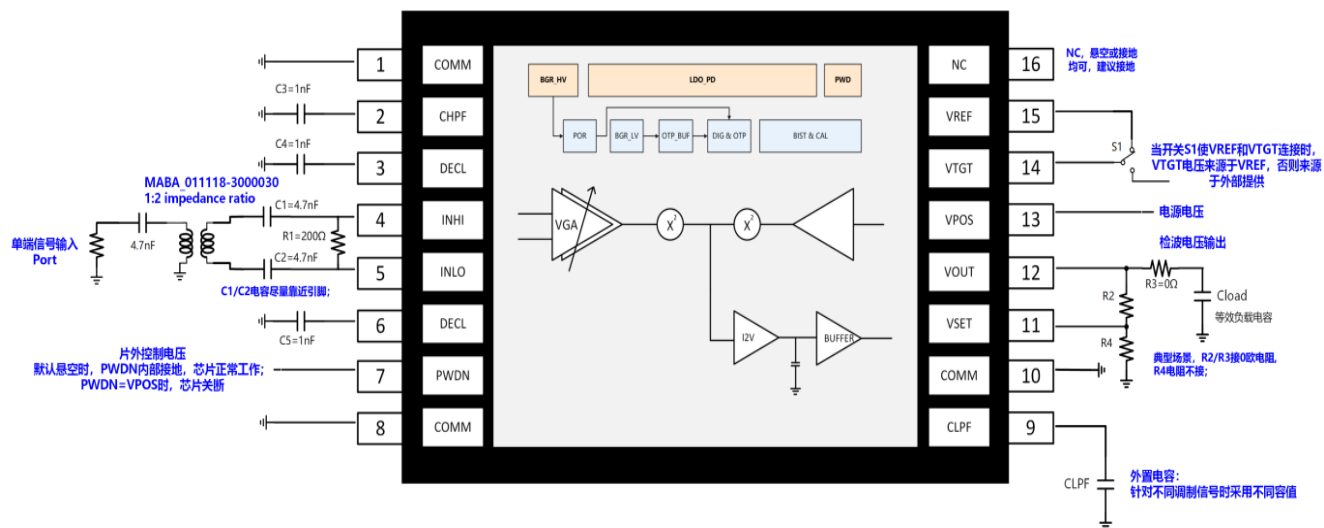 1
COMM
C3=1nF
2
CHPF
C4=1nF
3
DECL
MABA_011118-3000030
1:2 impedance ratio
C1=4.7nF
4
INHI
单端信号输入
Port
4.7nF
R1=200Ω
C2=4.7nF
5
INLO
C1/C2电容尽量靠近引脚;
6
DECL
C5=1nF
片外控制电压
默认悬空时，PWDN内部接地，芯片正常工作;
PWDN=VPOS时，芯片关断
7
PWDN
8
COMM
BGR_HV
LDO_PD
PWD
POR
BGR_LV
OTP_BUF
DIG & OTP
BIST & CAL
VGA
X²
X²
I2V
BUFFER
NC
16
NC，悬空或接地
均可，建议接地
VREF
15
S1
当开关S1使VREF和VTGT连接时，
VTGT电压来源于VREF，否则来源
于外部提供
VTGT
14
VPOS
13
电源电压
检波电压输出
VOUT
12
R3=0Ω
R2
Cload
等效负载电容
VSET
11
R4
典型场景，R2/R3接0欧电阻,
R4电阻不接;
COMM
10
CLPF
9
CLPF
外置电容：
针对不同调制信号时采用不同容值